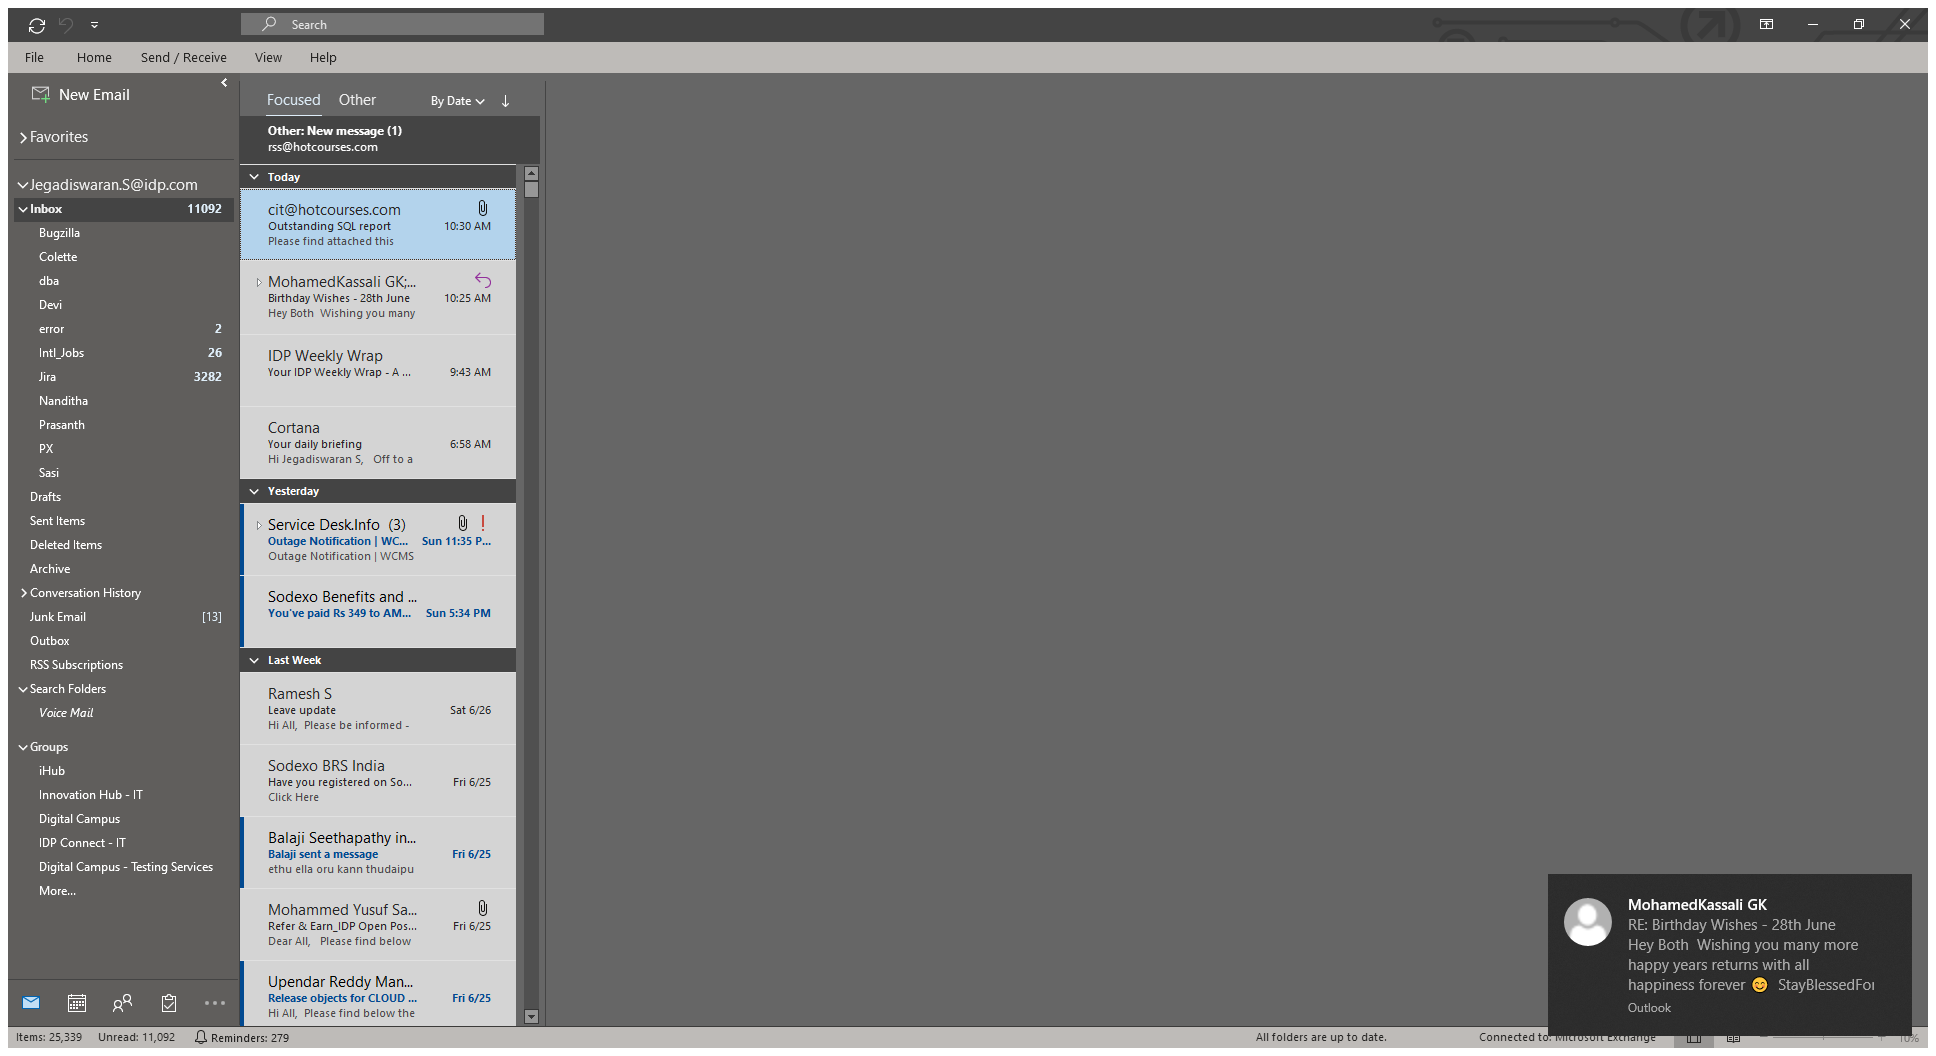 Search
File Home Send / Receive View Help
New Email
Favorites
Jegadiswaran.S@idp.com
Inbox 11092
Bugzilla
Colette
dba
Devi
error 2
Intl_Jobs 26
Jira 3282
Nanditha
Prasanth
PX
Sasi
Drafts
Sent Items
Deleted Items
Archive
Conversation History
Junk Email [13]
Outbox
RSS Subscriptions
Search Folders
Voice Mail
Groups
iHub
Innovation Hub - IT
Digital Campus
IDP Connect - IT
Digital Campus - Testing Services
More...
Focused Other By Date
Other: New message (1)
rss@hotcourses.com
Today
cit@hotcourses.com
Outstanding SQL report 10:30 AM
Please find attached this
MohamedKassali GK;...
Birthday Wishes - 28th June 10:25 AM
Hey Both Wishing you many
IDP Weekly Wrap
Your IDP Weekly Wrap - A ... 9:43 AM
Cortana
Your daily briefing 6:58 AM
Hi Jegadiswaran S, Off to a
Yesterday
Service Desk.Info (3)
Outage Notification | WC... Sun 11:35 P...
Outage Notification | WCMS
Sodexo Benefits and ...
You've paid Rs 349 to AM... Sun 5:34 PM
Last Week
Ramesh S
Leave update Sat 6/26
Hi All, Please be informed -
Sodexo BRS India
Have you registered on So... Fri 6/25
Click Here
Balaji Seethapathy in...
Balaji sent a message Fri 6/25
ethu ella oru kann thudaipu
Mohammed Yusuf Sa...
Refer & Earn_IDP Open Pos... Fri 6/25
Dear All, Please find below
Upendar Reddy Man...
Release objects for CLOUD ... Fri 6/25
Hi All, Please find below the
MohamedKassali GK
RE: Birthday Wishes - 28th June
Hey Both Wishing you many more
happy years returns with all
happiness forever 😊 StayBlessedFor
Outlook
Items: 25,339 Unread: 11,092 Reminders: 279 All folders are up to date. Connected to: Microsoft Exchange 10%